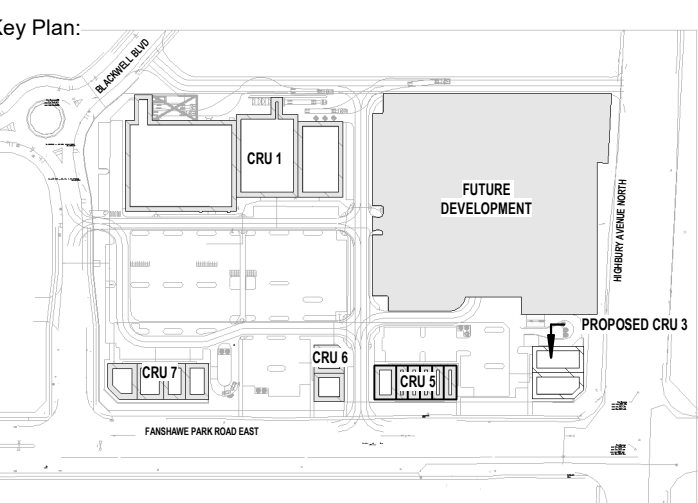 Key Plan:
BLACKWELL BLVD
CRU 1
FUTURE
DEVELOPMENT
HIGHBURY AVENUE NORTH
PROPOSED CRU 3
CRU 6
CRU 7
CRU 5
FANSHAWE PARK ROAD EAST